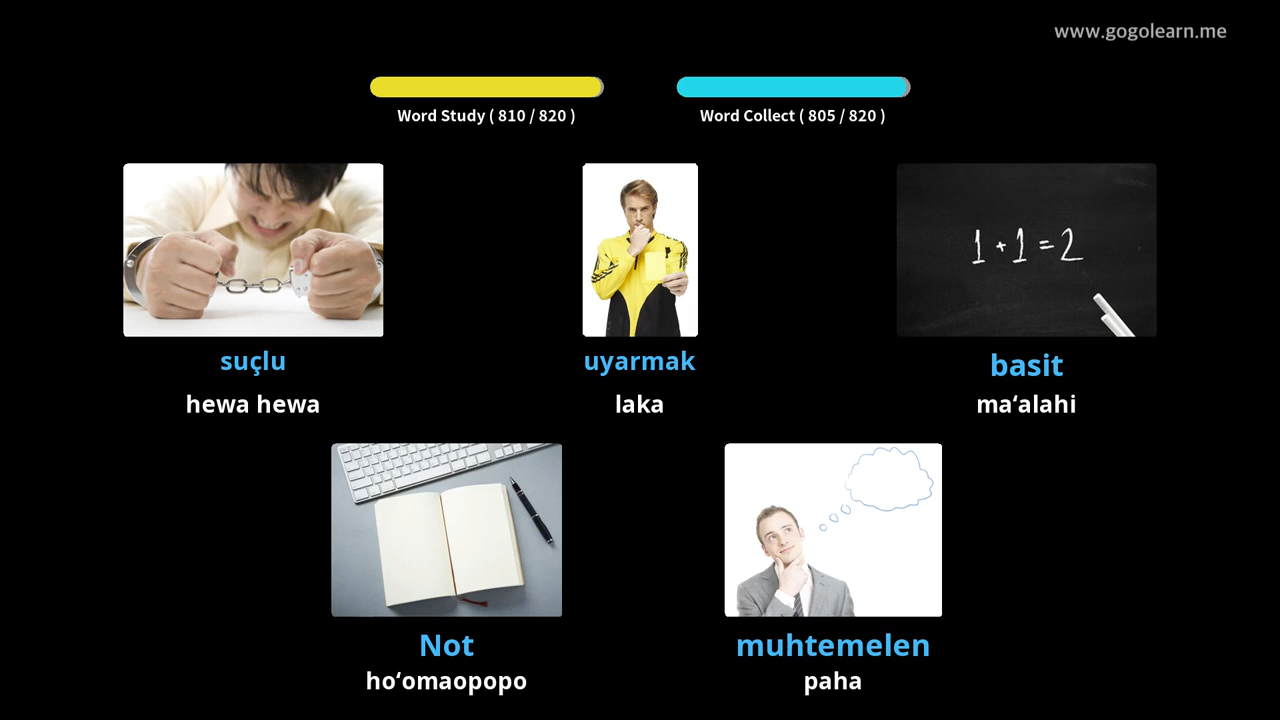 www.gogolearn.me
Word Study ( 810 / 820 )
Word Collect ( 805 / 820 )
1 + 1 = 2
suçlu
uyarmak
basit
hewa hewa
laka
maʻalahi
Not
muhtemelen
hoʻomaopopo
paha